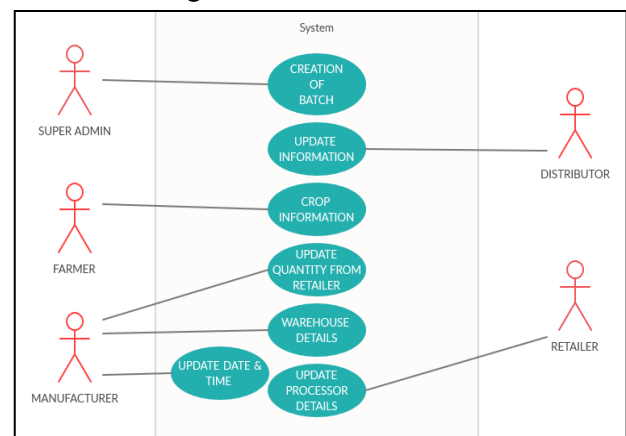 System
CREATION
OF
BATCH
SUPER ADMIN
UPDATE
INFORMATION
DISTRIBUTOR
CROP
INFORMATION
FARMER
UPDATE
QUANTITY FROM
RETAILER
WAREHOUSE
DETAILS
RETAILER
UPDATE DATE &
TIME
UPDATE
PROCESSOR
DETAILS
MANUFACTURER